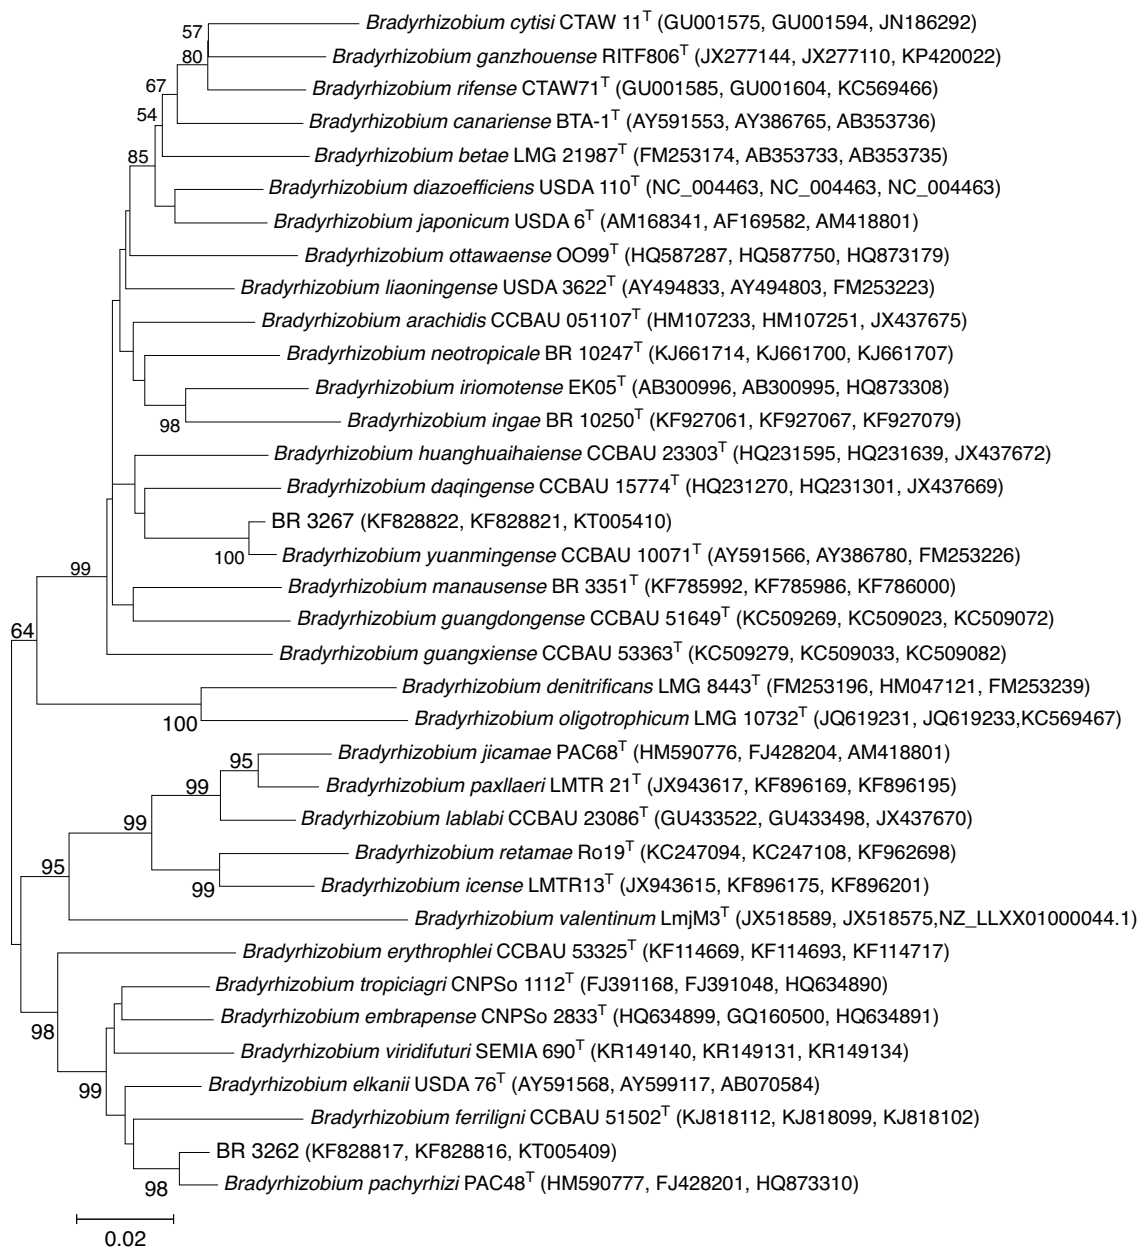 57
Bradyrhizobium cytisi CTAW 11T (GU001575, GU001594, JN186292)
80
Bradyrhizobium ganzhouense RITF806T (JX277144, JX277110, KP420022)
67
Bradyrhizobium rifense CTAW71T (GU001585, GU001604, KC569466)
54
Bradyrhizobium canariense BTA-1T (AY591553, AY386765, AB353736)
85
Bradyrhizobium betae LMG 21987T (FM253174, AB353733, AB353735)
Bradyrhizobium diazoefficiens USDA 110T (NC_004463, NC_004463, NC_004463)
Bradyrhizobium japonicum USDA 6T (AM168341, AF169582, AM418801)
Bradyrhizobium ottawaense OO99T (HQ587287, HQ587750, HQ873179)
Bradyrhizobium liaoningense USDA 3622T (AY494833, AY494803, FM253223)
Bradyrhizobium arachidis CCBAU 051107T (HM107233, HM107251, JX437675)
Bradyrhizobium neotropicale BR 10247T (KJ661714, KJ661700, KJ661707)
Bradyrhizobium iriomotense EK05T (AB300996, AB300995, HQ873308)
98
Bradyrhizobium ingae BR 10250T (KF927061, KF927067, KF927079)
Bradyrhizobium huanghuaihaiense CCBAU 23303T (HQ231595, HQ231639, JX437672)
Bradyrhizobium daqingense CCBAU 15774T (HQ231270, HQ231301, JX437669)
BR 3267 (KF828822, KF828821, KT005410)
100
Bradyrhizobium yuanmingense CCBAU 10071T (AY591566, AY386780, FM253226)
99
Bradyrhizobium manausense BR 3351T (KF785992, KF785986, KF786000)
Bradyrhizobium guangdongense CCBAU 51649T (KC509269, KC509023, KC509072)
64
Bradyrhizobium guangxiense CCBAU 53363T (KC509279, KC509033, KC509082)
Bradyrhizobium denitrificans LMG 8443T (FM253196, HM047121, FM253239)
100
Bradyrhizobium oligotrophicum LMG 10732T (JQ619231, JQ619233,KC569467)
95
Bradyrhizobium jicamae PAC68T (HM590776, FJ428204, AM418801)
99
Bradyrhizobium paxllaeri LMTR 21T (JX943617, KF896169, KF896195)
99
Bradyrhizobium lablabi CCBAU 23086T (GU433522, GU433498, JX437670)
95
Bradyrhizobium retamae Ro19T (KC247094, KC247108, KF962698)
99
Bradyrhizobium icense LMTR13T (JX943615, KF896175, KF896201)
Bradyrhizobium valentinum LmjM3T (JX518589, JX518575,NZ_LLXX01000044.1)
Bradyrhizobium erythrophlei CCBAU 53325T (KF114669, KF114693, KF114717)
Bradyrhizobium tropiciagri CNPSo 1112T (FJ391168, FJ391048, HQ634890)
98
Bradyrhizobium embrapense CNPSo 2833T (HQ634899, GQ160500, HQ634891)
Bradyrhizobium viridifuturi SEMIA 690T (KR149140, KR149131, KR149134)
99
Bradyrhizobium elkanii USDA 76T (AY591568, AY599117, AB070584)
Bradyrhizobium ferriligni CCBAU 51502T (KJ818112, KJ818099, KJ818102)
BR 3262 (KF828817, KF828816, KT005409)
98
Bradyrhizobium pachyrhizi PAC48T (HM590777, FJ428201, HQ873310)
0.02